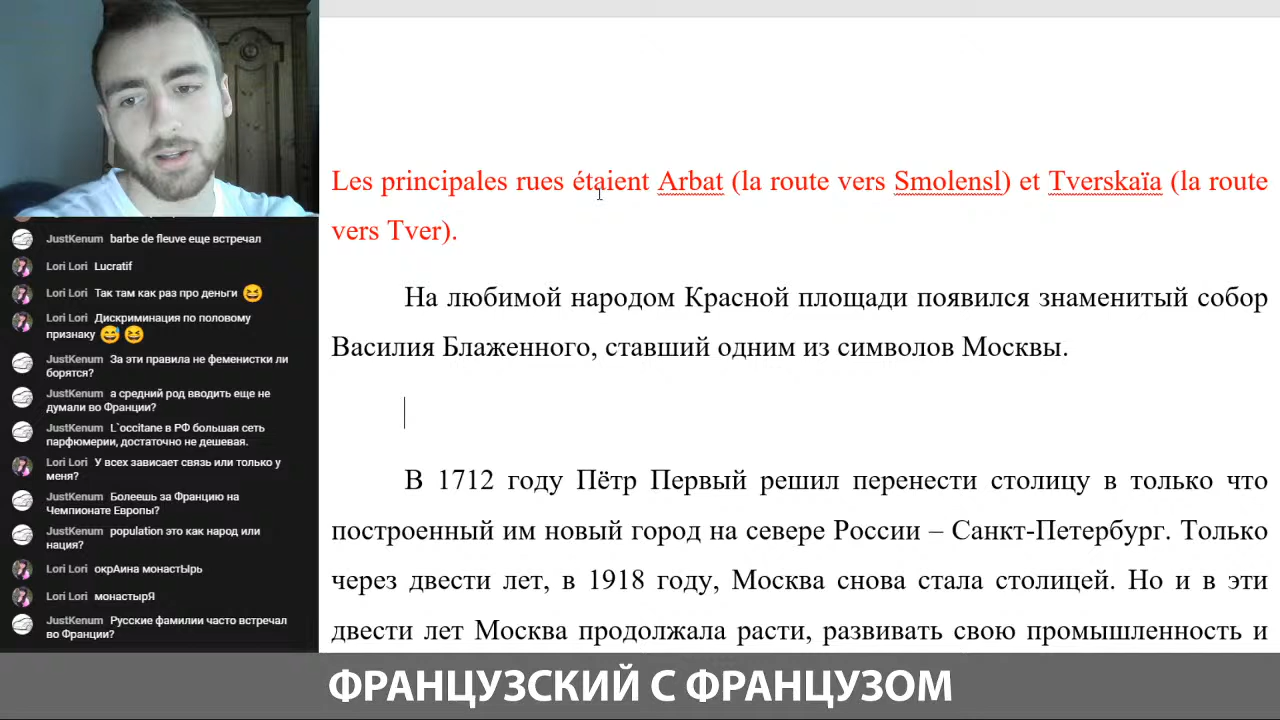 JustKenum barbe de fleuve еще встречал
Lori Lori Lucratif
Lori Lori Так там как раз про деньги
Lori Lori Дискриминация по половому
признаку
JustKenum За эти правила не феменистки ли
борятся?
JustKenum а средний род вводить еще не
думали во Франции?
JustKenum L`occitane в РФ большая сеть
парфюмерии, достаточно не дешевая.
Lori Lori У всех зависает связь или только у
меня?
JustKenum Болеешь за Францию на
Чемпионате Европы?
JustKenum population это как народ или
нация?
Lori Lori окрАина монастЫрь
Lori Lori монастырЯ
JustKenum Русские фамилии часто встречал
во Франции?
Les principales rues étaient Arbat (la route vers Smolensl) et Tverskaïa (la route
vers Tver).
На любимой народом Красной площади появился знаменитый собор
Василия Блаженного, ставший одним из символов Москвы.
В 1712 году Пётр Первый решил перенести столицу в только что
построенный им новый город на севере России – Санкт-Петербург. Только
через двести лет, в 1918 году, Москва снова стала столицей. Но и в эти
двести лет Москва продолжала расти, развивать свою промышленность и
ФРАНЦУЗСКИЙ С ФРАНЦУЗОМ